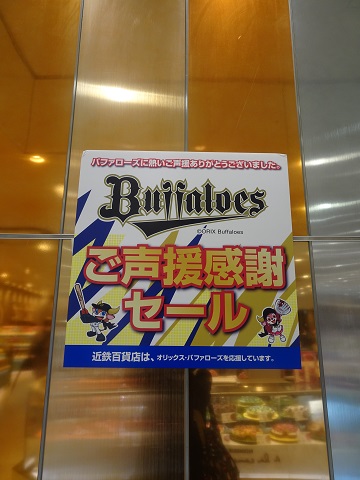 バファローズに熱いご声援ありがとうございました。
Buffaloes
©ORIX Buffaloes
ご声援感謝
セール
近鉄百貨店は、オリックス・バファローズを応援しています。